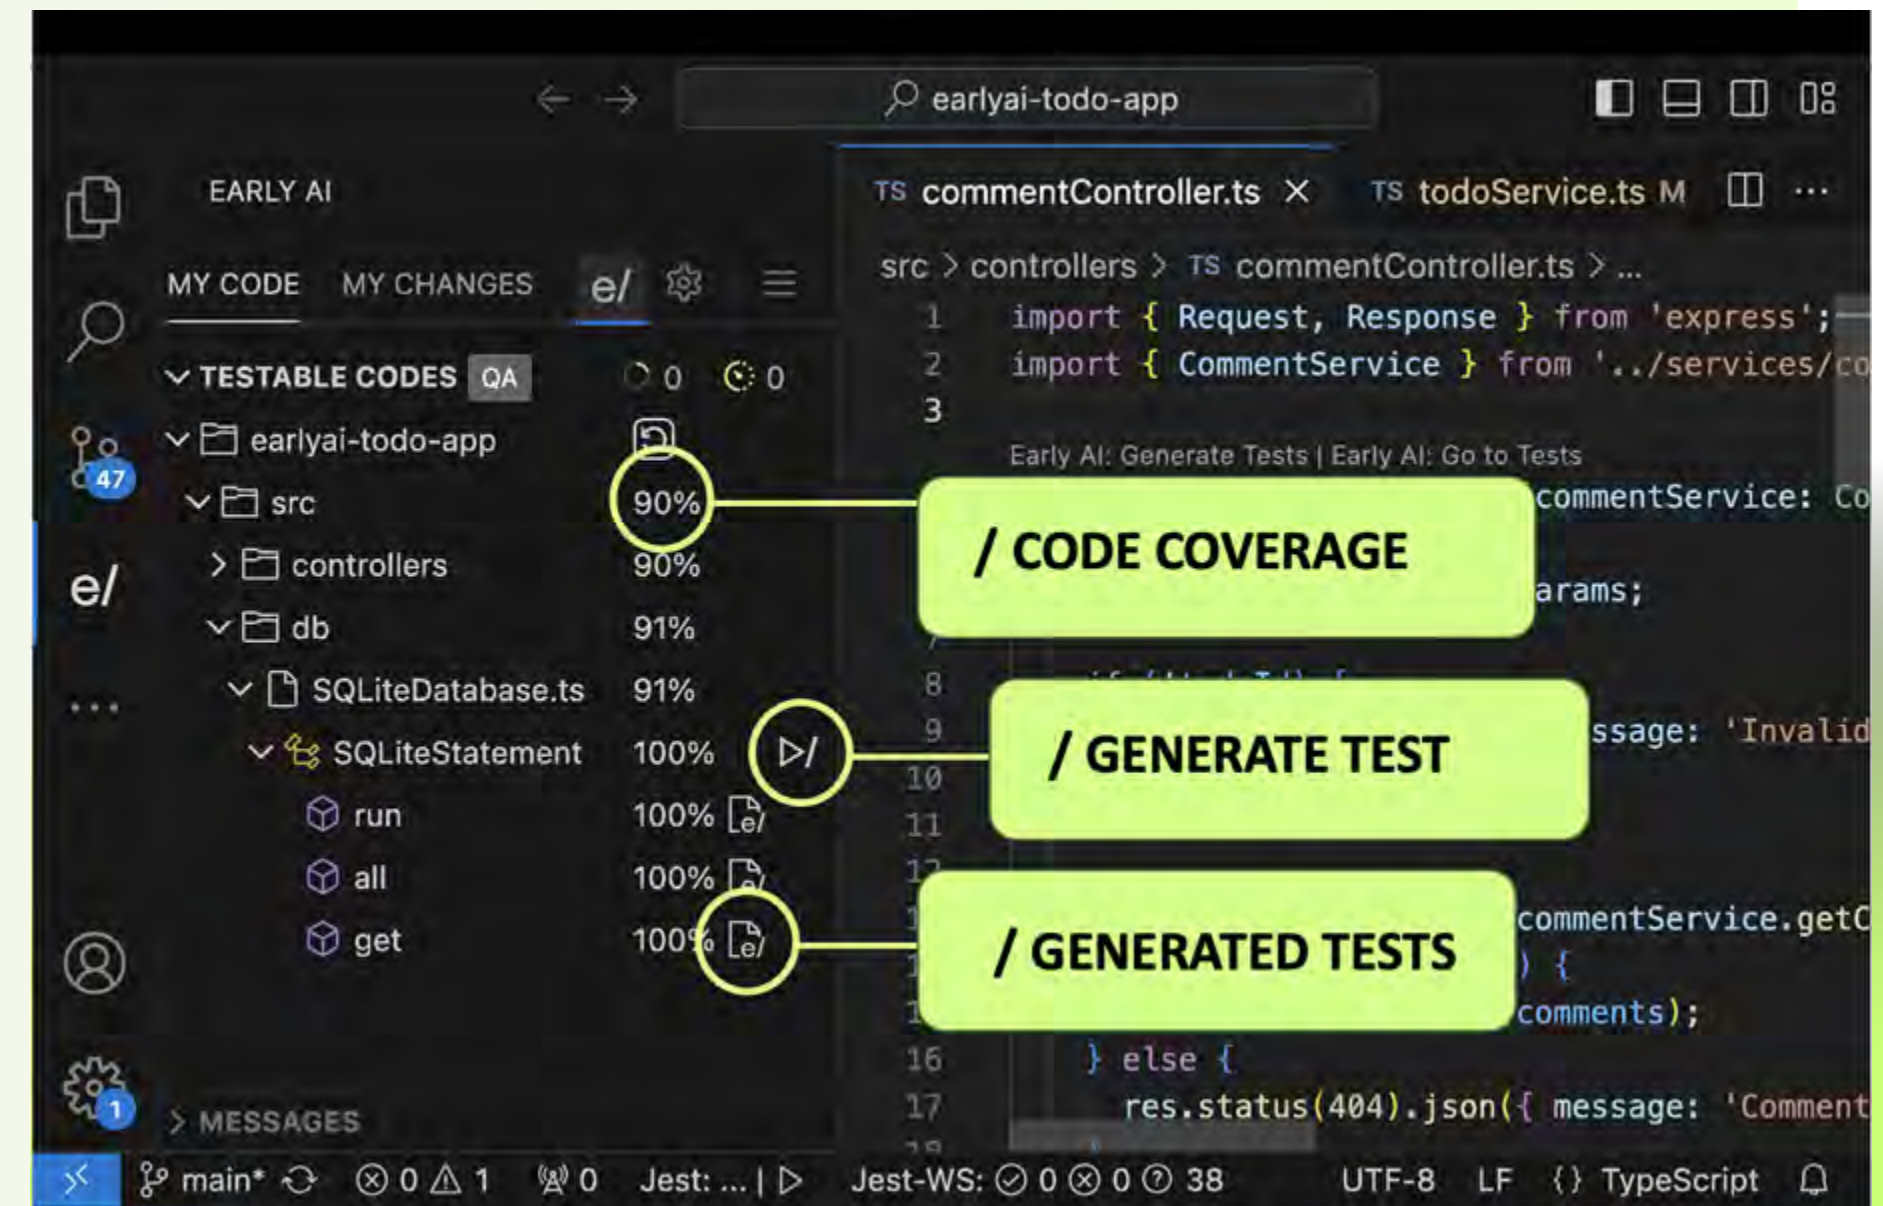 earlyai-todo-app
EARLY AI
MY CODE MY CHANGES e/
TESTABLE CODES QA 0 0
earlyai-todo-app
src 90%
controllers 90%
db 91%
SQLiteDatabase.ts 91%
SQLiteStatement 100%
run 100% e/
all 100% e/
get 100% e/
MESSAGES
47
e/
1
TS commentController.ts × TS todoService.ts M
src > controllers > TS commentController.ts > ...
1 import { Request, Response } from 'express';
2 import { CommentService } from '../services/co
3
Early AI: Generate Tests | Early AI: Go to Tests
commentService: Co
/ CODE COVERAGE
arams;
8
/ GENERATE TEST
9 ssage: 'Invalid
10
11
12
commentService.getC
/ GENERATED TESTS
) {
comments);
16 } else {
17 res.status(404).json({ message: 'Comment
main* 0 1 0 Jest: ... | Jest-WS: 0 0 38 UTF-8 LF {} TypeScript